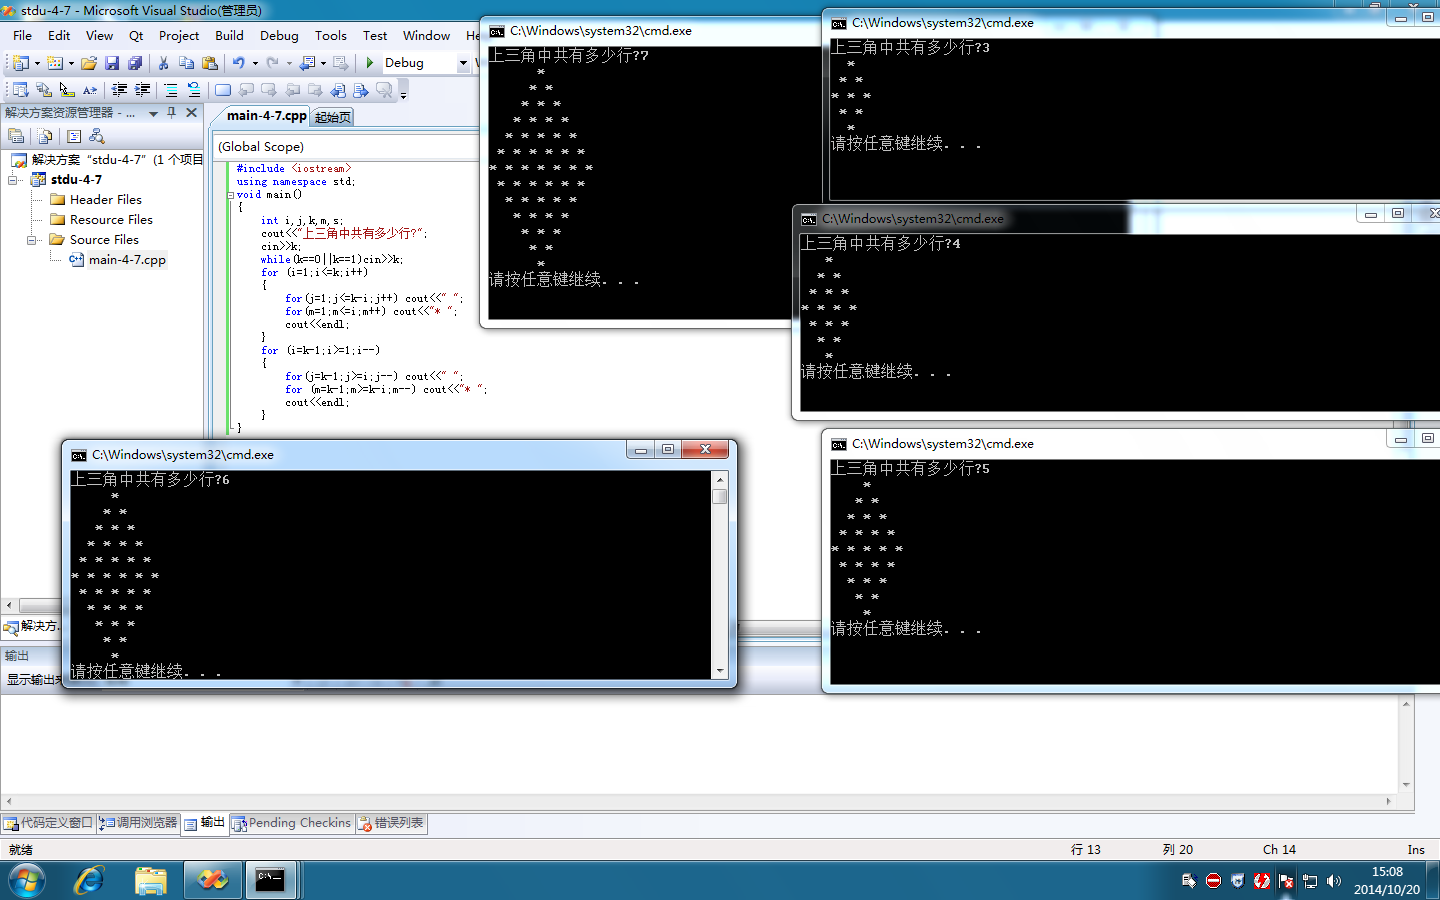 stdu-4-7 - Microsoft Visual Studio(管理员)
File Edit View Qt Project Build Debug Tools Test Window He
Debug
解决方案资源管理器 - ...
解决方案“stdu-4-7”(1 个项目
stdu-4-7
Header Files
Resource Files
Source Files
main-4-7.cpp
main-4-7.cpp 起始页
(Global Scope)
#include <iostream>
using namespace std;
void main()
{
int i,j,k,m,s;
cout<<"上三角中共有多少行?";
cin>>k;
while(k==0||k==1)cin>>k;
for (i=1;i<=k;i++)
{
for(j=1;j<=k-i;j++) cout<<" ";
for(m=1;m<=i;m++) cout<<"* ";
cout<<endl;
}
for (i=k-1;i>=1;i--)
{
for(j=k-1;j>=i;j--) cout<<" ";
for (m=k-1;m>=k-i;m--) cout<<"* ";
cout<<endl;
}
}
C:\Windows\system32\cmd.exe
上三角中共有多少行?7
*
* *
* * *
* * * *
* * * * *
* * * * * *
* * * * * * *
* * * * * *
* * * * *
* * * *
* * *
* *
*
请按任意键继续. . .
C:\Windows\system32\cmd.exe
上三角中共有多少行?3
*
* *
* * *
* *
*
请按任意键继续. . .
C:\Windows\system32\cmd.exe
上三角中共有多少行?4
*
* *
* * *
* * * *
* * *
* *
*
请按任意键继续. . .
C:\Windows\system32\cmd.exe
上三角中共有多少行?5
*
* *
* * *
* * * *
* * * * *
* * * *
* * *
* *
*
请按任意键继续. . .
C:\Windows\system32\cmd.exe
上三角中共有多少行?6
*
* *
* * *
* * * *
* * * * *
* * * * * *
* * * * *
* * * *
* * *
* *
*
请按任意键继续. . .
解决方..
输出
显示输出来
代码定义窗口 调用浏览器 输出 Pending Checkins 错误列表
就绪 行 13 列 20 Ch 14 Ins
15:08
2014/10/20